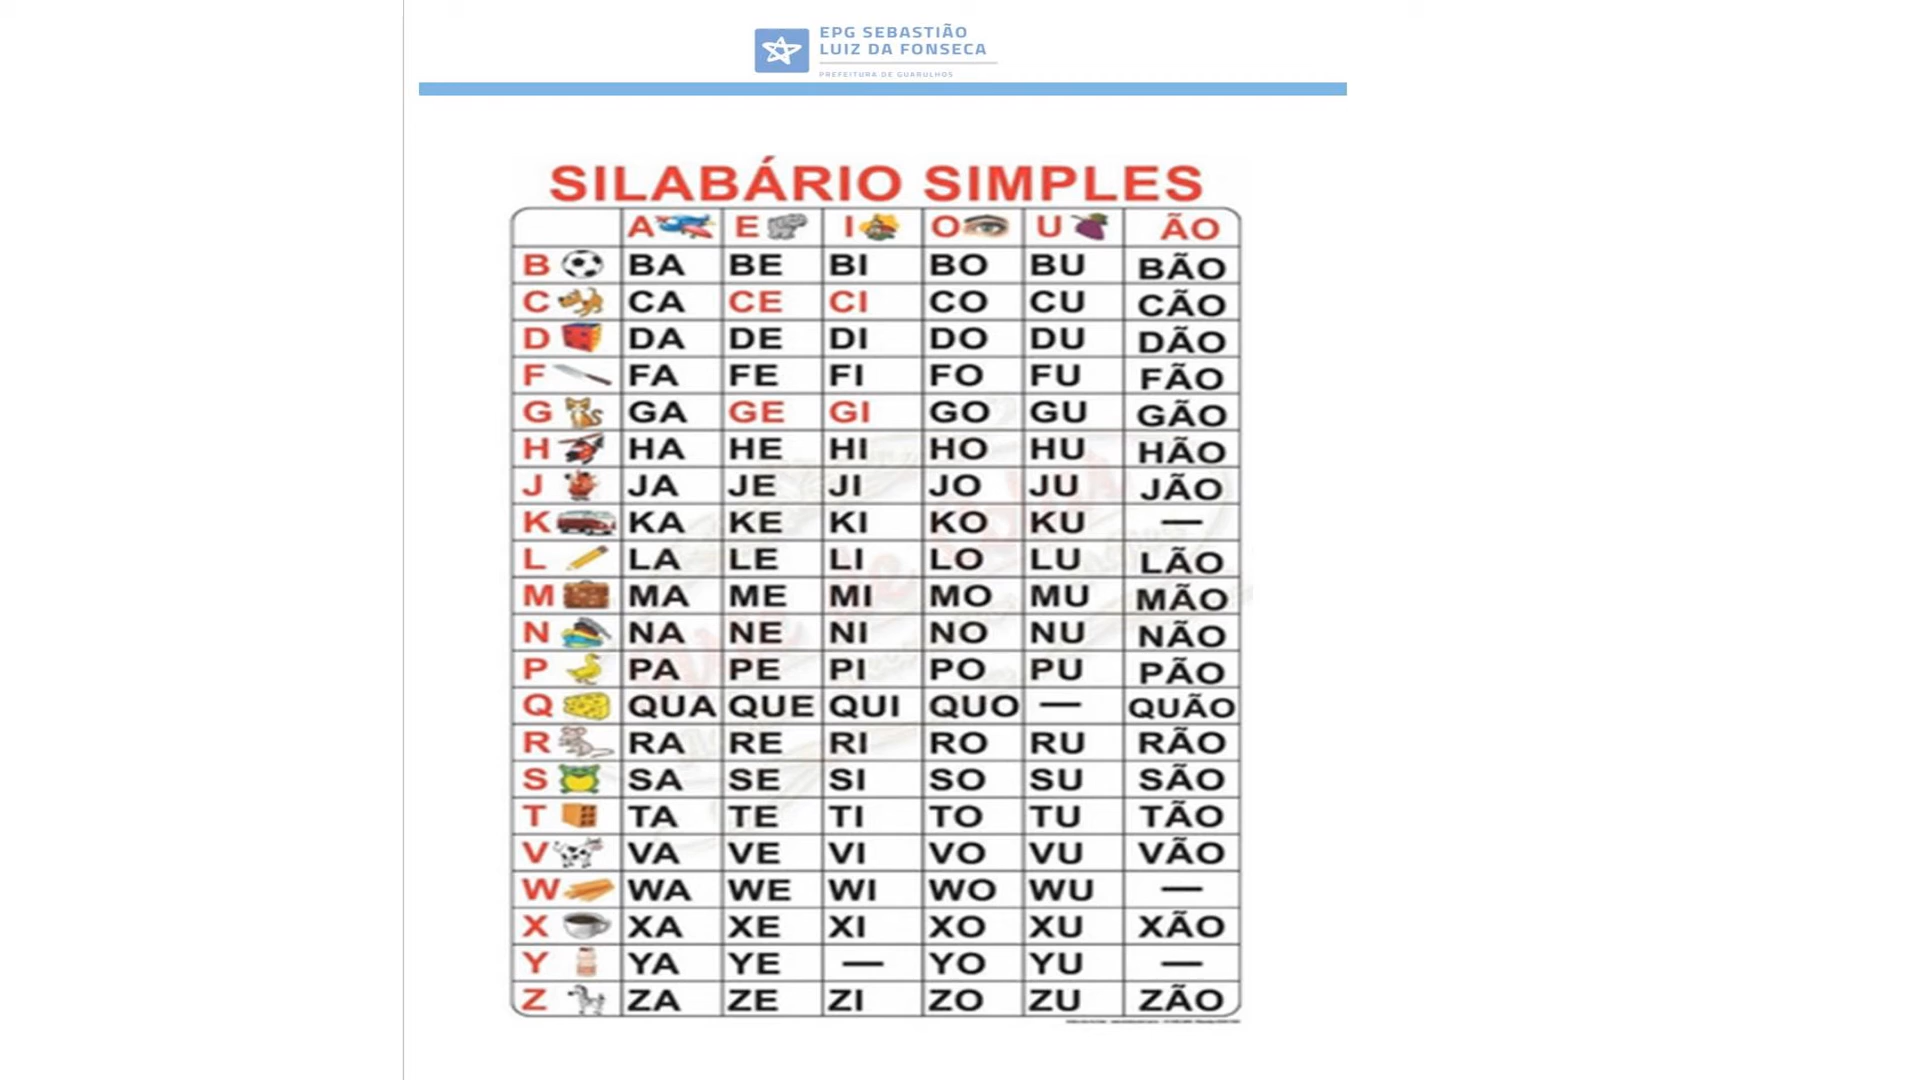 EPG SEBASTIÃO
LUIZ DA FONSECA
PREFEITURA DE GUARULHOS
SILABÁRIO SIMPLES
A E I O U ÃO
B BA BE BI BO BU BÃO
C CA CE CI CO CU CÃO
D DA DE DI DO DU DÃO
F FA FE FI FO FU FÃO
G GA GE GI GO GU GÃO
H HA HE HI HO HU HÃO
J JA JE JI JO JU JÃO
K KA KE KI KO KU —
L LA LE LI LO LU LÃO
M MA ME MI MO MU MÃO
N NA NE NI NO NU NÃO
P PA PE PI PO PU PÃO
Q QUA QUE QUI QUO — QUÃO
R RA RE RI RO RU RÃO
S SA SE SI SO SU SÃO
T TA TE TI TO TU TÃO
V VA VE VI VO VU VÃO
W WA WE WI WO WU —
X XA XE XI XO XU XÃO
Y YA YE — YO YU —
Z ZA ZE ZI ZO ZU ZÃO